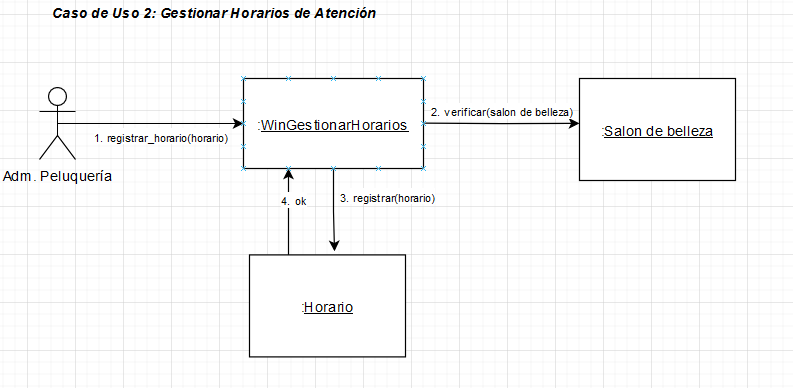 Caso de Uso 2: Gestionar Horarios de Atención
1. registrar_horario(horario)
:WinGestionarHorarios
2. verificar(salon de belleza)
:Salon de belleza
Adm. Peluquería
4. ok
3. registrar(horario)
:Horario